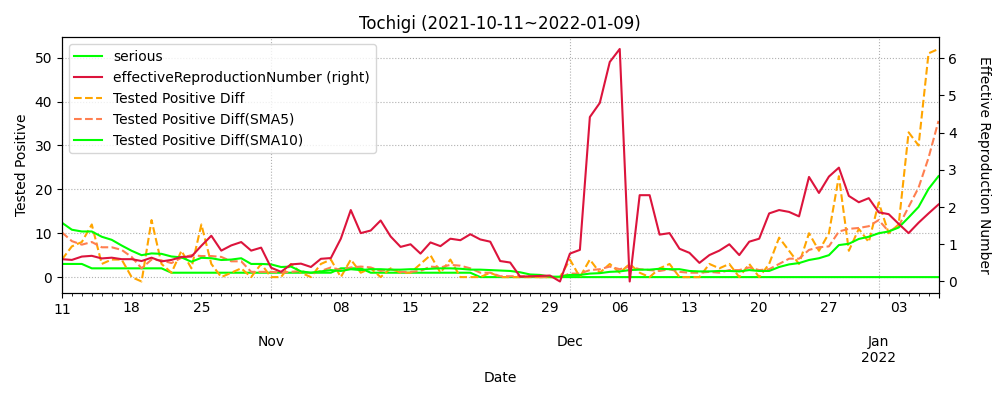 Tochigi (2021-10-11~2022-01-09)
serious
effectiveReproductionNumber (right)
Tested Positive Diff
Tested Positive Diff(SMA5)
Tested Positive Diff(SMA10)
Tested Positive
50
40
30
20
10
0
6
5
4
3
2
1
0
Effective Reproduction Number
11 18 25 08 15 22 29 06 13 20 27 03
Nov Dec Jan
2022
Date